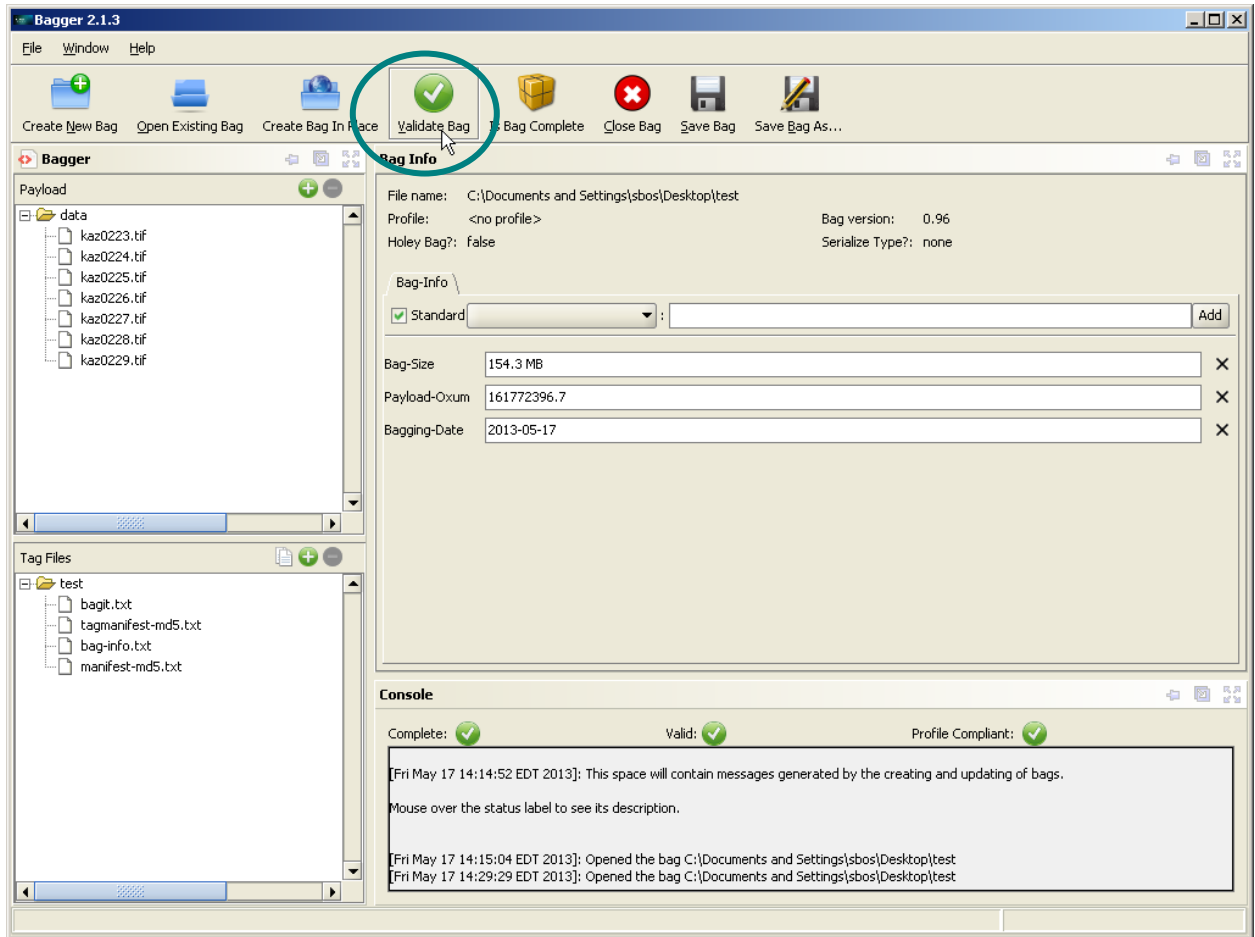 Bagger 2.1.3
File Window Help
Create New Bag Open Existing Bag Create Bag In Place Validate Bag Is Bag Complete Close Bag Save Bag Save Bag As...
Bagger
Payload
data
kaz0223.tif
kaz0224.tif
kaz0225.tif
kaz0226.tif
kaz0227.tif
kaz0228.tif
kaz0229.tif
Tag Files
test
bagit.txt
tagmanifest-md5.txt
bag-info.txt
manifest-md5.txt
Bag Info
File name: C:\Documents and Settings\sbos\Desktop\test
Profile: <no profile> Bag version: 0.96
Holey Bag?: false Serialize Type?: none
Bag-Info
Standard : Add
Bag-Size 154.3 MB
Payload-Oxum 161772396.7
Bagging-Date 2013-05-17
Console
Complete: Valid: Profile Compliant:
[Fri May 17 14:14:52 EDT 2013]: This space will contain messages generated by the creating and updating of bags.
Mouse over the status label to see its description.
[Fri May 17 14:15:04 EDT 2013]: Opened the bag C:\Documents and Settings\sbos\Desktop\test
[Fri May 17 14:29:29 EDT 2013]: Opened the bag C:\Documents and Settings\sbos\Desktop\test